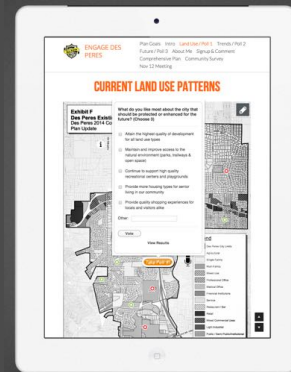 ENGAGE DES
PERES
Plan Goals Intro Land Use / Poll 1 Trends / Poll 2
Future / Poll 3 About Me Signup & Comment
Comprehensive Plan Community Survey
Nov 12 Meeting
CURRENT LAND USE PATTERNS
Exhibit F
Des Peres Existi
Des Peres 2014 Co
Plan Update
What do you like most about the city that
should be protected or enhanced for the
future? (Choose 3)
Attain the highest quality of development
for all land use types
Maintain and improve access to the
natural environment (parks, trailways &
open space)
Continue to support high quality
recreational centers and playgrounds
Provide more housing types for senior
living in our community
Provide quality shopping experiences for
locals and visitors alike
Other:
Vote
View Results
Take Poll #1